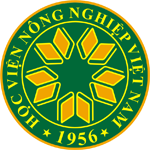 HỌC VIỆN NÔNG NGHIỆP VIỆT NAM
★ 1956 ★